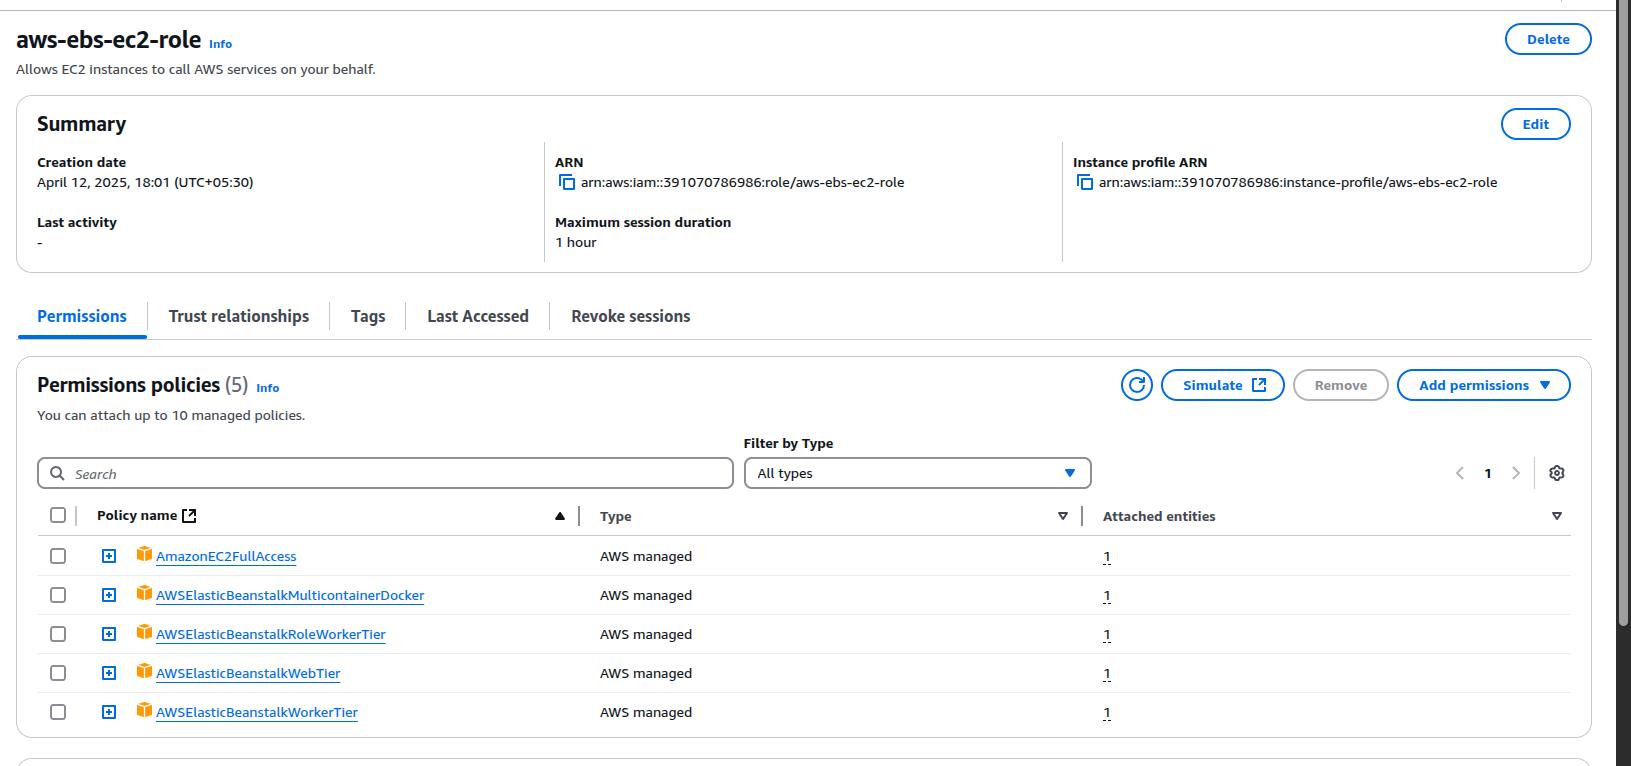 aws-ebs-ec2-role Info
Delete
Allows EC2 instances to call AWS services on your behalf.
Summary
Edit
Creation date
April 12, 2025, 18:01 (UTC+05:30)
ARN
arn:aws:iam::391070786986:role/aws-ebs-ec2-role
Instance profile ARN
arn:aws:iam::391070786986:instance-profile/aws-ebs-ec2-role
Last activity
-
Maximum session duration
1 hour
Permissions Trust relationships Tags Last Accessed Revoke sessions
Permissions policies (5) Info
Simulate Remove Add permissions
You can attach up to 10 managed policies.
Filter by Type
Search All types 1
Policy name Type Attached entities
AmazonEC2FullAccess AWS managed 1
AWSElasticBeanstalkMulticontainerDocker AWS managed 1
AWSElasticBeanstalkRoleWorkerTier AWS managed 1
AWSElasticBeanstalkWebTier AWS managed 1
AWSElasticBeanstalkWorkerTier AWS managed 1